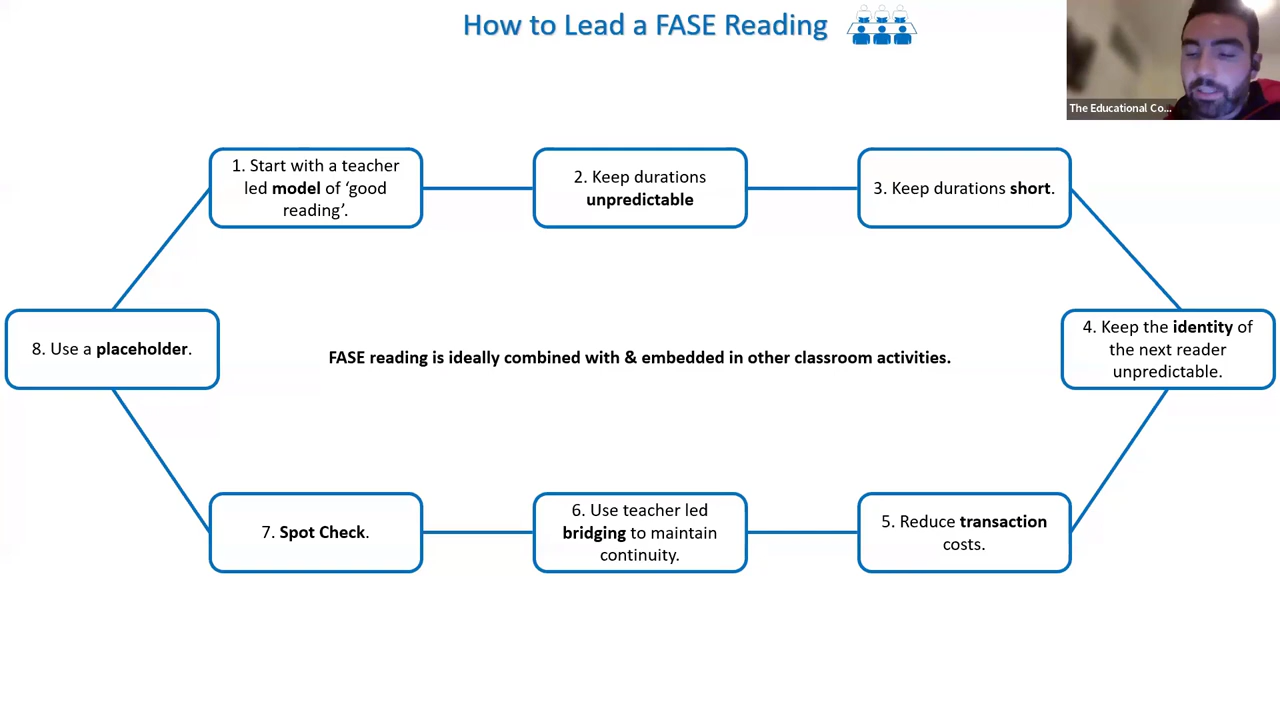 How to Lead a FASE Reading
The Educational Co...
1. Start with a teacher
led model of ‘good
reading’.
2. Keep durations
unpredictable
3. Keep durations short.
4. Keep the identity of
the next reader
unpredictable.
5. Reduce transaction
costs.
6. Use teacher led
bridging to maintain
continuity.
7. Spot Check.
8. Use a placeholder.
FASE reading is ideally combined with & embedded in other classroom activities.